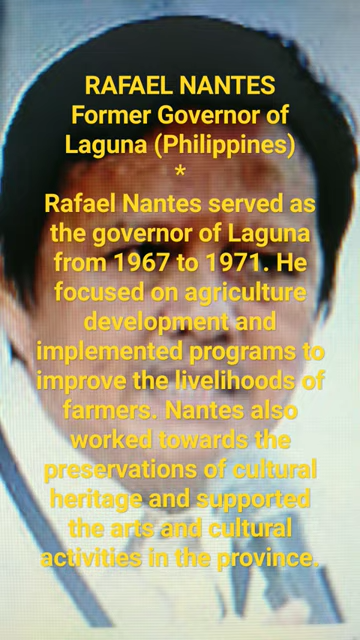 RAFAEL NANTES
Former Governor of
Laguna (Philippines)
*
Rafael Nantes served as
the governor of Laguna
from 1967 to 1971. He
focused on agriculture
development and
implemented programs to
improve the livelihoods of
farmers. Nantes also
worked towards the
preservations of cultural
heritage and supported
the arts and cultural
activities in the province.